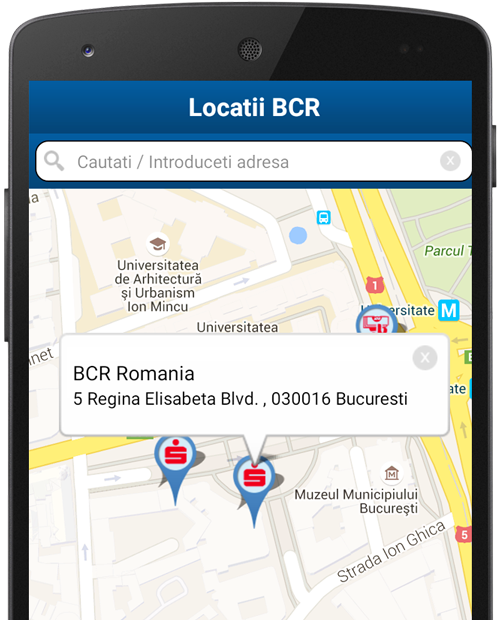 Locatii BCR
Cautati / Introduceti adresa
x
Universitatea
de Arhitectură
și Urbanism
Ion Mincu
Parcul T
1
Universitate M
Universitatea
x
BCR Romania
5 Regina Elisabeta Blvd. , 030016 Bucuresti
ate
Muzeul Municipiului
București
Strada Ion Ghica
5